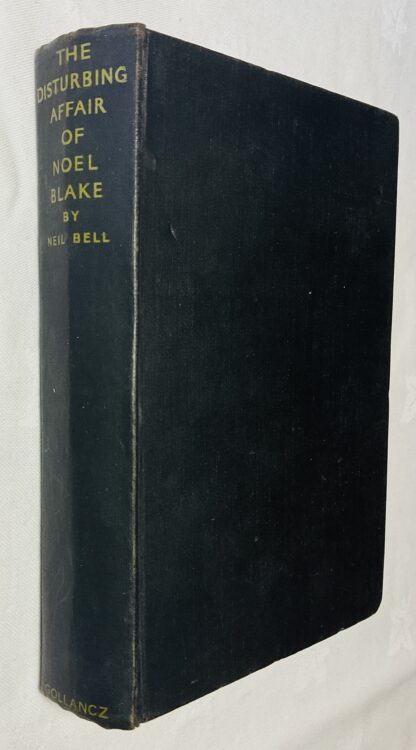 THE
DISTURBING
AFFAIR
OF
NOEL
BLAKE
BY
NEIL BELL
GOLLANCZ